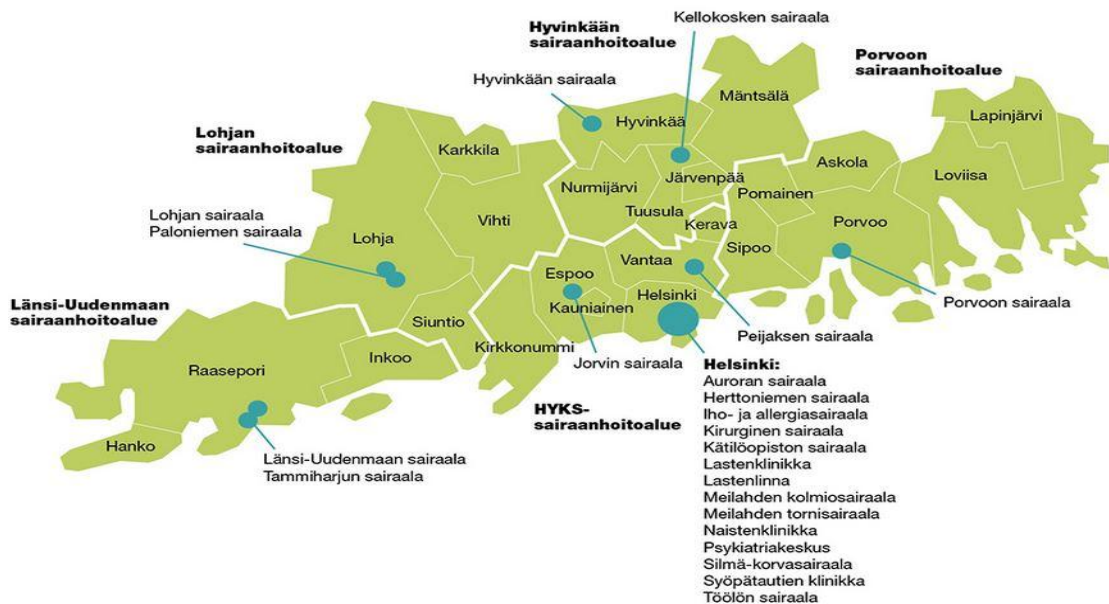 Kellokosken sairaala
Hyvinkään
sairaanhoitoalue
Porvoon
sairaanhoitoalue
Hyvinkään sairaala
Mäntsälä
Lapinjärvi
Hyvinkää
Lohjan
sairaanhoitoalue
Karkkila
Askola
Loviisa
Järvenpää
Nurmijärvi
Pornainen
Tuusula
Vihti
Lohjan sairaala
Paloniemen sairaala
Kerava
Porvoo
Lohja
Sipoo
Vantaa
Espoo
Länsi-Uudenmaan
sairaanhoitoalue
Helsinki
Kauniainen
Porvoon sairaala
Siuntio
Peijaksen sairaala
Kirkkonummi
Inkoo
Jorvin sairaala
Raasepori
Helsinki:
Auroran sairaala
Herttoniemen sairaala
Iho- ja allergiasairaala
Kirurginen sairaala
Kätilöopiston sairaala
Lastenklinikka
Lastenlinna
Meilahden kolmiosairaala
Meilahden tornisairaala
Naistenklinikka
Psykiatriakeskus
Silmä-korvasairaala
Syöpätautien klinikka
Töölön sairaala
HYKS-
sairaanhoitoalue
Hanko
Länsi-Uudenmaan sairaala
Tammiharjun sairaala